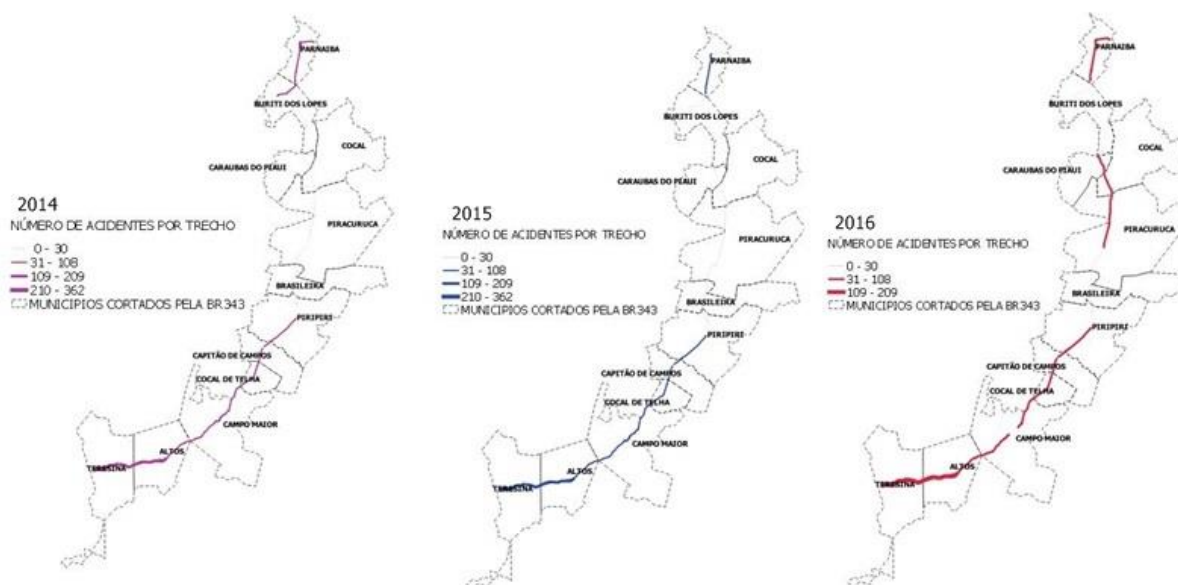 PARNAIBA
BURITI DOS LOPES
COCAL
CARAUBAS DO PIAUI
2014
NÚMERO DE ACIDENTES POR TRECHO
0 - 30
31 - 108
109 - 209
210 - 362
MUNICIPIOS CORTADOS PELA BR343
PIRACURUCA
BRASILEIRA
PIRIPIRI
CAPITÃO DE CAMPOS
COCAL DE TELHA
CAMPO MAIOR
ALTOS
TERESINA
PARNAIBA
BURITI DOS LOPES
COCAL
CARAUBAS DO PIAUI
2015
NÚMERO DE ACIDENTES POR TRECHO
0 - 30
31 - 108
109 - 209
210 - 362
MUNICIPIOS CORTADOS PELA BR343
PIRACURUCA
BRASILEIRA
PIRIPIRI
CAPITÃO DE CAMPOS
COCAL DE TELHA
CAMPO MAIOR
ALTOS
TERESINA
PARNAIBA
BURITI DOS LOPES
COCAL
CARAUBAS DO PIAUI
2016
NÚMERO DE ACIDENTES POR TRECHO
0 - 30
31 - 108
109 - 209
MUNICIPIOS CORTADOS PELA BR343
PIRACURUCA
BRASILEIRA
PIRIPIRI
CAPITÃO DE CAMPOS
COCAL DE TELHA
CAMPO MAIOR
ALTOS
TERESINA